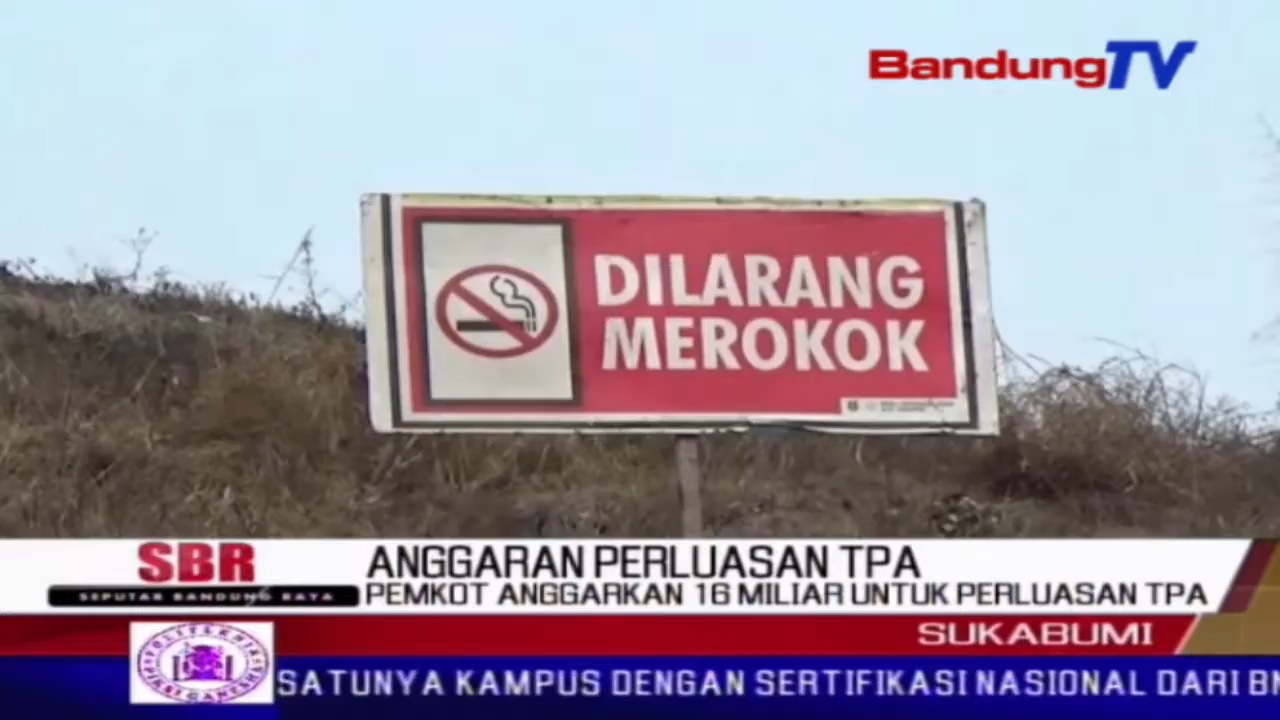 BandungTV
DILARANG
MEROKOK
SBR
SEPUTAR BANDUNG RAYA
ANGGARAN PERLUASAN TPA
PEMKOT ANGGARKAN 16 MILIAR UNTUK PERLUASAN TPA
SUKABUMI
SATUNYA KAMPUS DENGAN SERTIFIKASI NASIONAL DARI BN